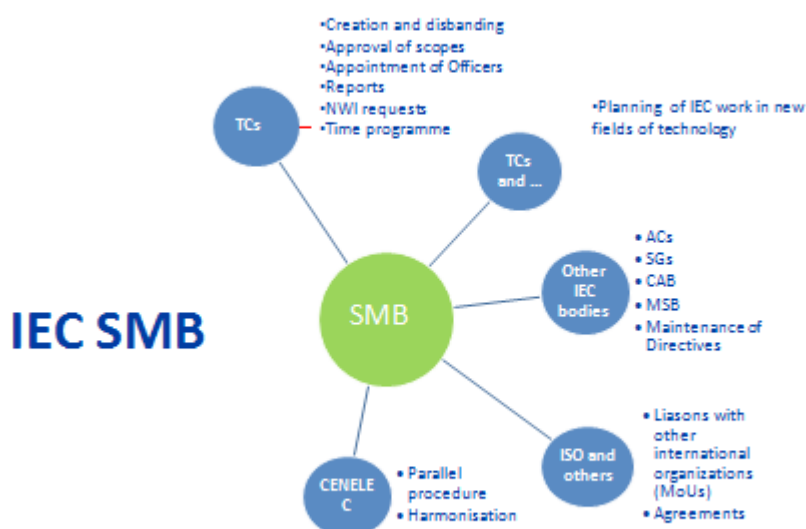 •Creation and disbanding
•Approval of scopes
•Appointment of Officers
•Reports
•NWI requests
•Time programme
TCs
•Planning of IEC work in new
fields of technology
TCs
and ...
• ACs
• SGs
• CAB
• MSB
• Maintenance of
Directives
Other
IEC
bodies
SMB
IEC SMB
• Liasons with
other
international
organizations
(MoUs)
• Agreements
ISO and
others
CENELE
C
• Parallel
procedure
• Harmonisation